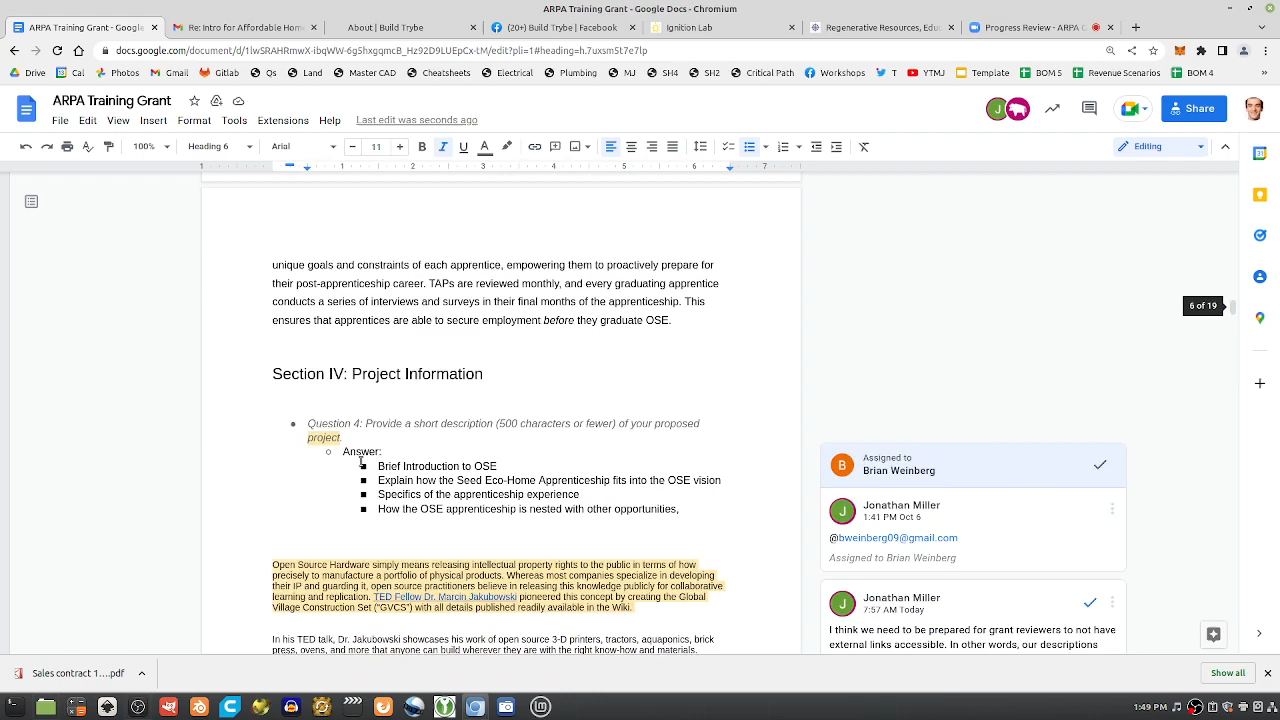 ARPA Training Grant - Google Docs - Chromium
ARPA Training Grant - Google
Re: Intro for Affordable Home
About | Build Trybe
(20+) Build Trybe | Facebook
Ignition Lab
Regenerative Resources, Edu
Progress Review - ARPA
docs.google.com/document/d/1lwSRAHRmwX-ibqWW-6g5hxgqmcB_Hz92D9LUEpCx-tM/edit?pli=1#heading=h.7uxsm5t7e7lp
Drive
Cal
Photos
Gmail
Gitlab
Qs
Land
Master CAD
Cheatsheets
Electrical
Plumbing
MJ
SH4
SH2
Critical Path
Workshops
T
YTMJ
Template
BOM 5
Revenue Scenarios
BOM 4
»
ARPA Training Grant
File Edit View Insert Format Tools Extensions Help Last edit was seconds ago
J
Share
100%
Heading 6
Arial
11
B I U A
Editing
1 1 2 3 4 5 6 7
unique goals and constraints of each apprentice, empowering them to proactively prepare for
their post-apprenticeship career. TAPs are reviewed monthly, and every graduating apprentice
conducts a series of interviews and surveys in their final months of the apprenticeship. This
ensures that apprentices are able to secure employment before they graduate OSE.
6 of 19
Section IV: Project Information
● Question 4: Provide a short description (500 characters or fewer) of your proposed
project.
○ Answer:
■ Brief Introduction to OSE
■ Explain how the Seed Eco-Home Apprenticeship fits into the OSE vision
■ Specifics of the apprenticeship experience
■ How the OSE apprenticeship is nested with other opportunities,
Open Source Hardware simply means releasing intellectual property rights to the public in terms of how
precisely to manufacture a portfolio of physical products. Whereas most companies specialize in developing
their IP and guarding it, open source practitioners believe in releasing this knowledge publicly for collaborative
learning and replication. TED Fellow Dr. Marcin Jakubowski pioneered this concept by creating the Global
Village Construction Set ("GVCS") with all details published readily available in the Wiki.
In his TED talk, Dr. Jakubowski showcases his work of open source 3-D printers, tractors, aquaponics, brick
press, ovens, and more that anyone can build wherever they are with the right know-how and materials.
B
Assigned to
Brian Weinberg
J
Jonathan Miller
1:41 PM Oct 6
@bweinberg09@gmail.com
Assigned to Brian Weinberg
J
Jonathan Miller
7:57 AM Today
I think we need to be prepared for grant reviewers to not have
external links accessible. In other words, our descriptions
Sales contract 1....pdf
Show all
1:49 PM